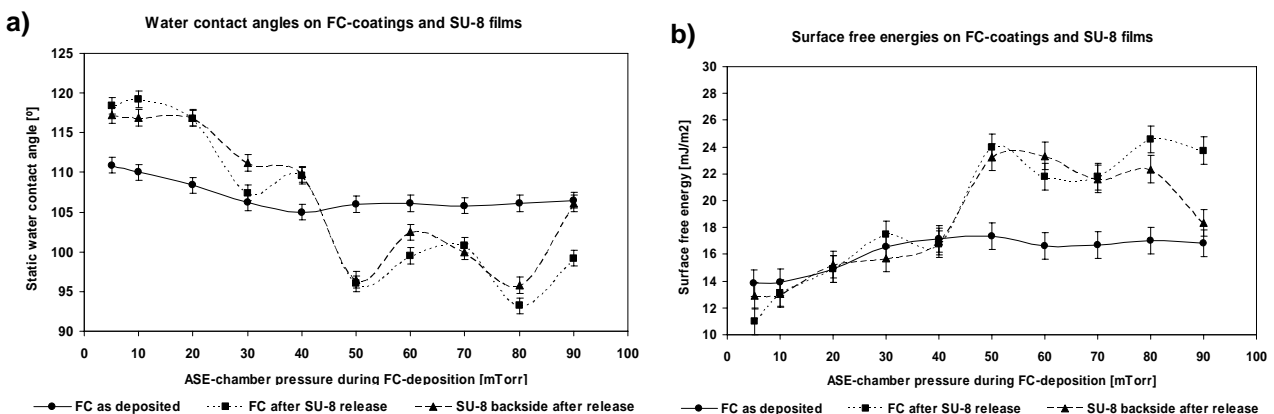 a)
Water contact angles on FC-coatings and SU-8 films
Static water contact angle [º]
125
120
115
110
105
100
95
90
0 10 20 30 40 50 60 70 80 90 100
ASE-chamber pressure during FC-deposition [mTorr]
FC as deposited FC after SU-8 release SU-8 backside after release
b)
Surface free energies on FC-coatings and SU-8 films
Surface free energy [mJ/m2]
30
28
26
24
22
20
18
16
14
12
10
0 10 20 30 40 50 60 70 80 90 100
ASE-chamber pressure during FC-deposition [mTorr]
FC as deposited FC after SU-8 release SU-8 backside after release